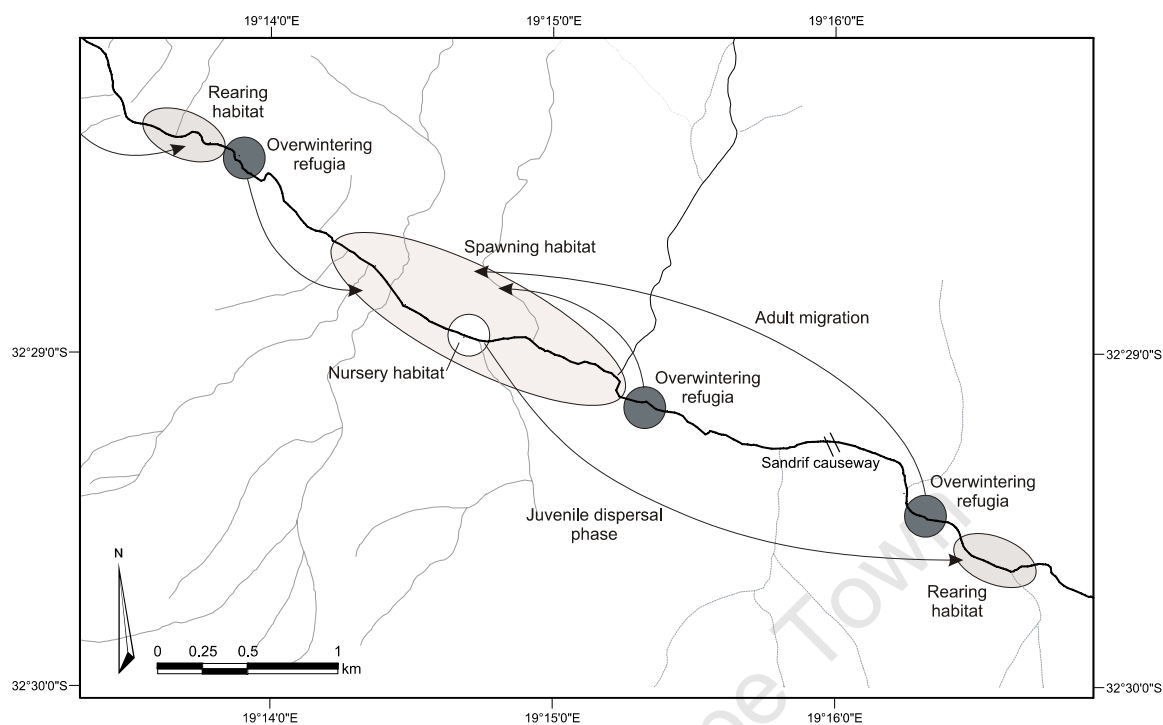 19°14'0"E
19°15'0"E
19°16'0"E
Rearing
habitat
Overwintering
refugia
Spawning habitat
Adult migration
32°29'0"S
32°29'0"S
Nursery habitat
Overwintering
refugia
Sandrif causeway
Overwintering
refugia
Juvenile dispersal
phase
N
Rearing
habitat
0 0.25 0.5 1
km
32°30'0"S
32°30'0"S
19°14'0"E
19°15'0"E
19°16'0"E
pe Town